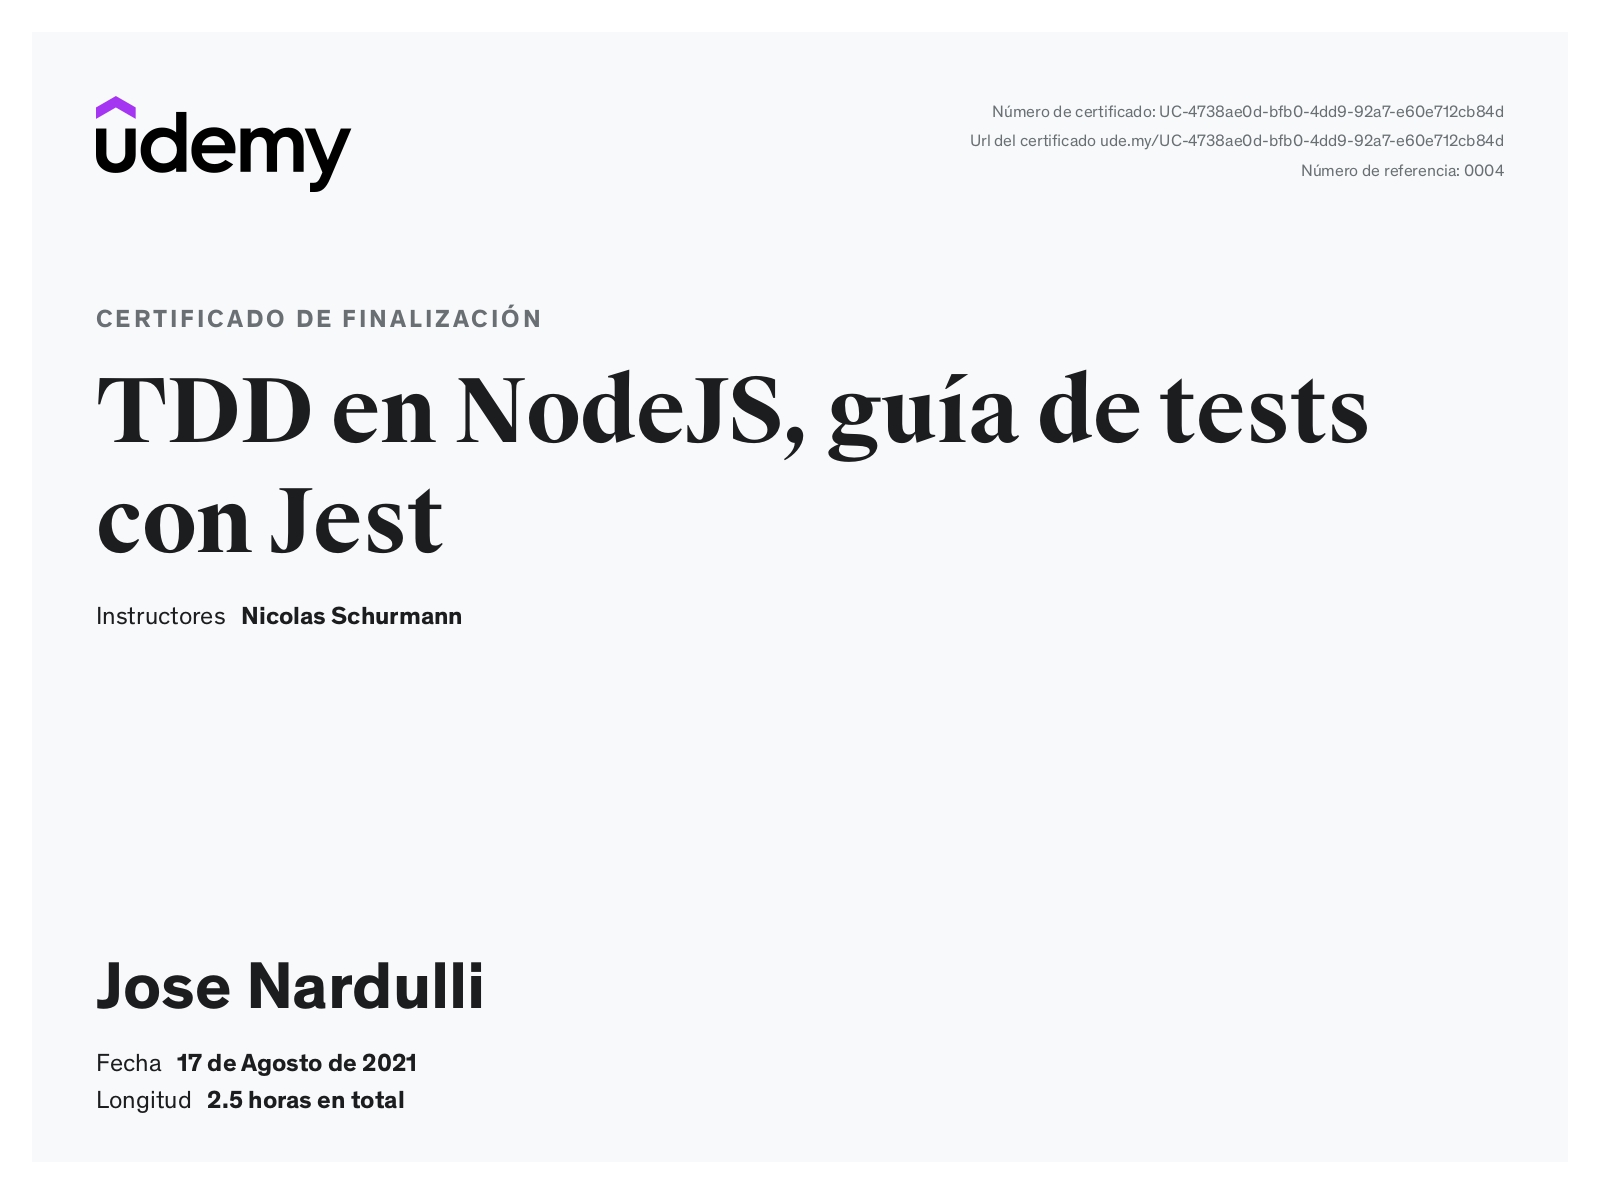 udemy
Número de certificado: UC-4738ae0d-bfb0-4dd9-92a7-e60e712cb84d
Url del certificado ude.my/UC-4738ae0d-bfb0-4dd9-92a7-e60e712cb84d
Número de referencia: 0004
CERTIFICADO DE FINALIZACIÓN
TDD en NodeJS, guía de tests
con Jest
Instructores Nicolas Schurmann
Jose Nardulli
Fecha 17 de Agosto de 2021
Longitud 2.5 horas en total